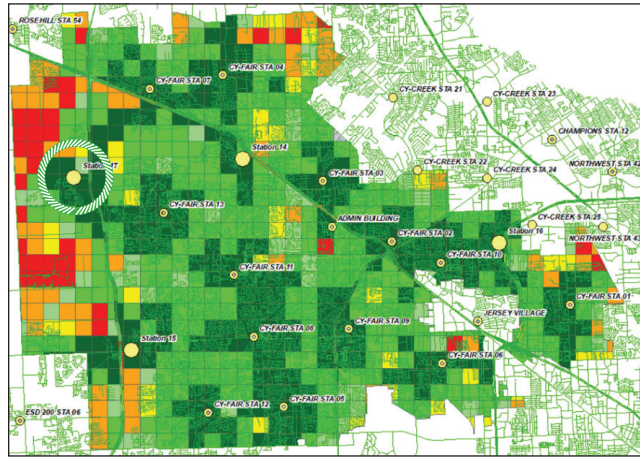 ROSEHILL STA 54
CY-FAIR STA 04
CY-FAIR STA 07
CY-CREEK STA 21
CY-CREEK STA 23
CHAMPIONS STA 12
Station 14
CY-CREEK STA 22
NORTHWEST STA 42
Station 17
CY-FAIR STA 03
CY-CREEK STA 24
CY-FAIR STA 13
ADMIN BUILDING
CY-CREEK STA 25
Station 16
CY-FAIR STA 02
NORTHWEST STA 43
CY-FAIR STA 10
CY-FAIR STA 11
CY-FAIR STA 01
JERSEY VILLAGE
CY-FAIR STA 09
Station 15
CY-FAIR STA 08
CY-FAIR STA 06
CY-FAIR STA 05
CY-FAIR STA 12
ESD 200 STA 06